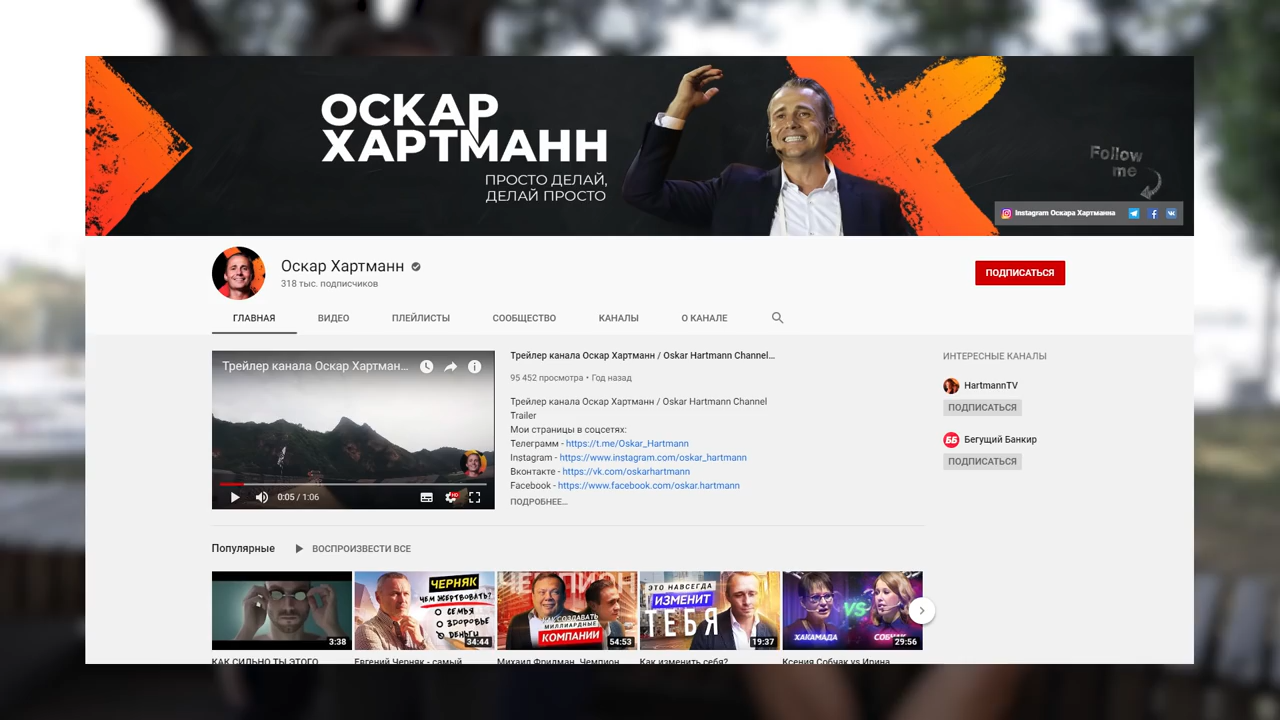 ОСКАР
ХАРТМАНН
ПРОСТО ДЕЛАЙ,
ДЕЛАЙ ПРОСТО
Follow
me
Instagram Оскара Хартманна
Оскар Хартманн
318 тыс. подписчиков
ПОДПИСАТЬСЯ
ГЛАВНАЯ ВИДЕО ПЛЕЙЛИСТЫ СООБЩЕСТВО КАНАЛЫ О КАНАЛЕ
Трейлер канала Оскар Хартман...
0:05 / 1:06
Трейлер канала Оскар Хартманн / Oskar Hartmann Channel...
95 452 просмотра • Год назад
Трейлер канала Оскар Хартманн / Oskar Hartmann Channel
Trailer
Мои страницы в соцсетях:
Телеграмм - https://t.me/Oskar_Hartmann
Instagram - https://www.instagram.com/oskar_hartmann
Вконтакте - https://vk.com/oskarhartmann
Facebook - https://www.facebook.com/oskar.hartmann
ПОДРОБНЕЕ...
ИНТЕРЕСНЫЕ КАНАЛЫ
HartmannTV
ПОДПИСАТЬСЯ
ББ Бегущий Банкир
ПОДПИСАТЬСЯ
Популярные ВОСПРОИЗВЕСТИ ВСЕ
3:38
ЧЕРНЯК
ЧЕМ ЖЕРТВОВАТЬ?
СЕМЬЯ
ЗДОРОВЬЕ
ДЕНЬГИ
34:44
ЧЕМПИОН
КАК СОЗДАВАТЬ
МИЛЛИАРДНЫЕ
КОМПАНИИ
54:53
ЭТО НАВСЕГДА
ИЗМЕНИТ
ТЕБЯ
19:37
VS
ХАКАМАДА
СОБЧАК
29:56
КАК СИЛЬНО ТЫ ЭТОГО
Евгений Черняк - самый
Михаил Фридман. Чемпион
Как изменить себя?
Ксения Собчак vs Ирина